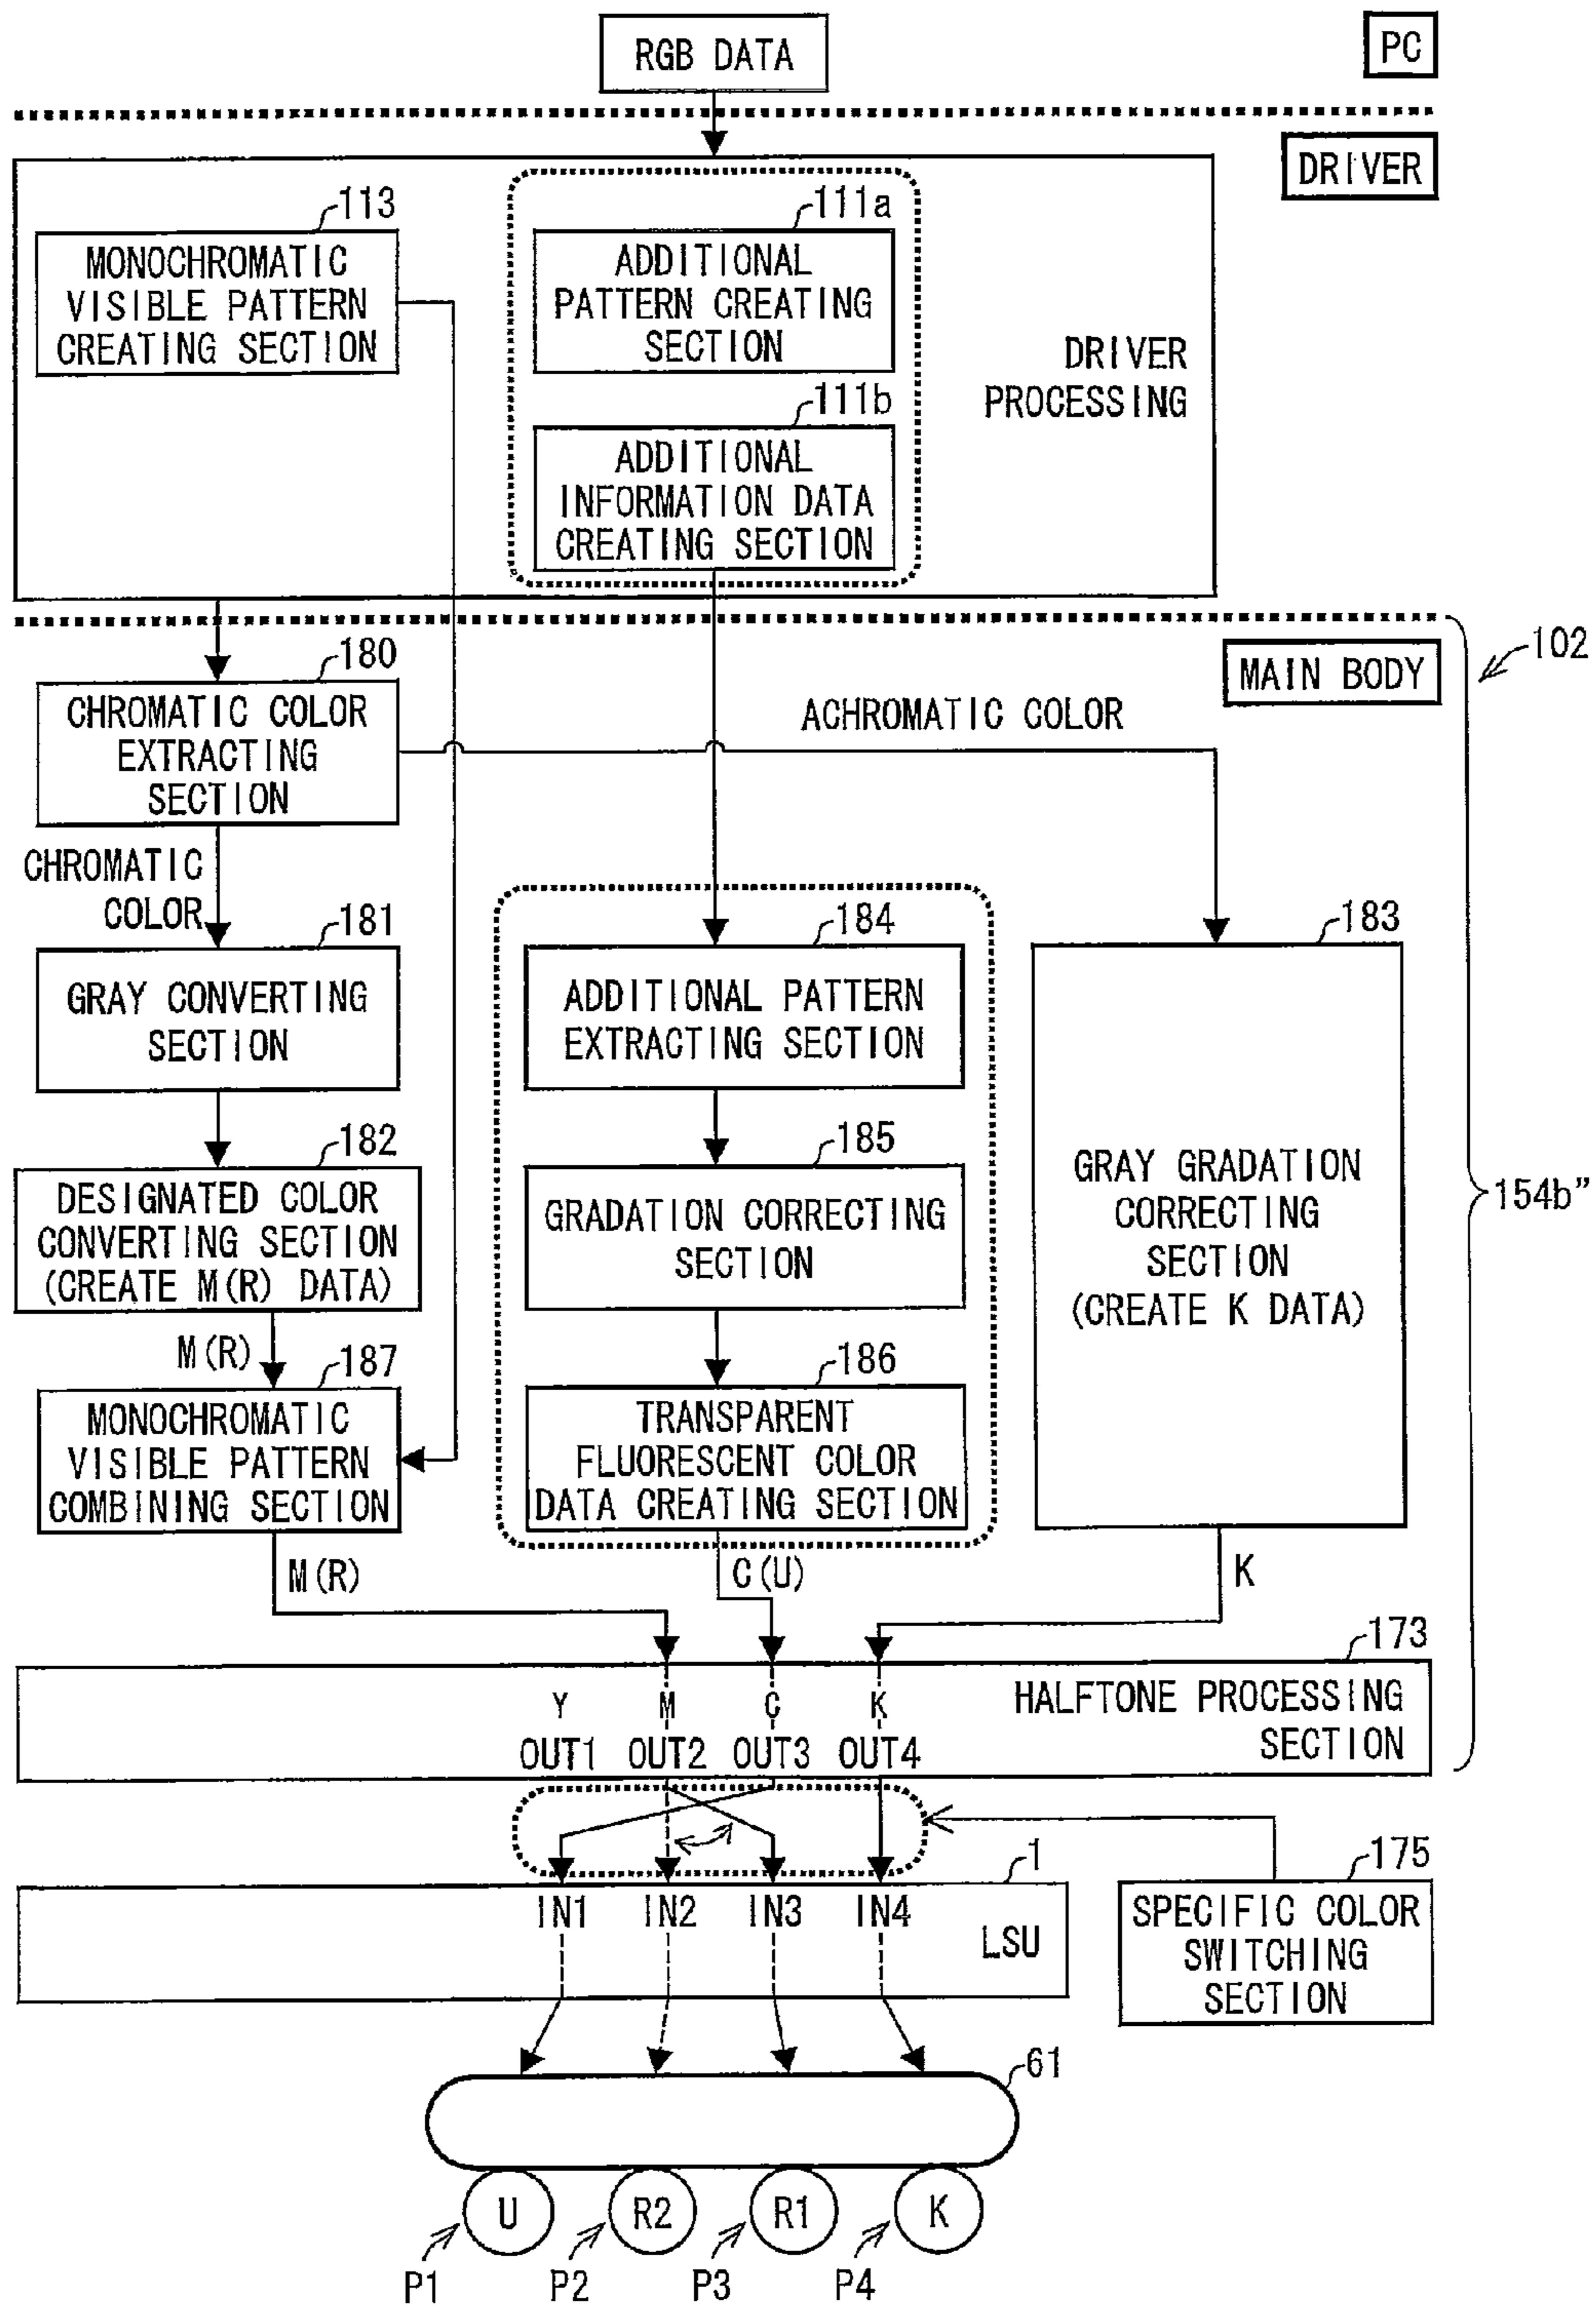 RGB DATA
PC
DRIVER
113
MONOCHROMATIC
VISIBLE PATTERN
CREATING SECTION
111a
ADDITIONAL
PATTERN CREATING
SECTION
111b
ADDITIONAL
INFORMATION DATA
CREATING SECTION
DRIVER
PROCESSING
102
MAIN BODY
180
CHROMATIC COLOR
EXTRACTING
SECTION
ACHROMATIC COLOR
CHROMATIC
COLOR
181
GRAY CONVERTING
SECTION
184
ADDITIONAL PATTERN
EXTRACTING SECTION
183
GRAY GRADATION
CORRECTING
SECTION
(CREATE K DATA)
154b”
182
DESIGNATED COLOR
CONVERTING SECTION
(CREATE M(R) DATA)
185
GRADATION CORRECTING
SECTION
M(R)
187
MONOCHROMATIC
VISIBLE PATTERN
COMBINING SECTION
186
TRANSPARENT
FLUORESCENT COLOR
DATA CREATING SECTION
M(R)
C(U)
K
173
Y M C K
OUT1 OUT2 OUT3 OUT4
HALFTONE PROCESSING
SECTION
1
IN1 IN2 IN3 IN4
LSU
175
SPECIFIC COLOR
SWITCHING
SECTION
61
U R2 R1 K
P1 P2 P3 P4